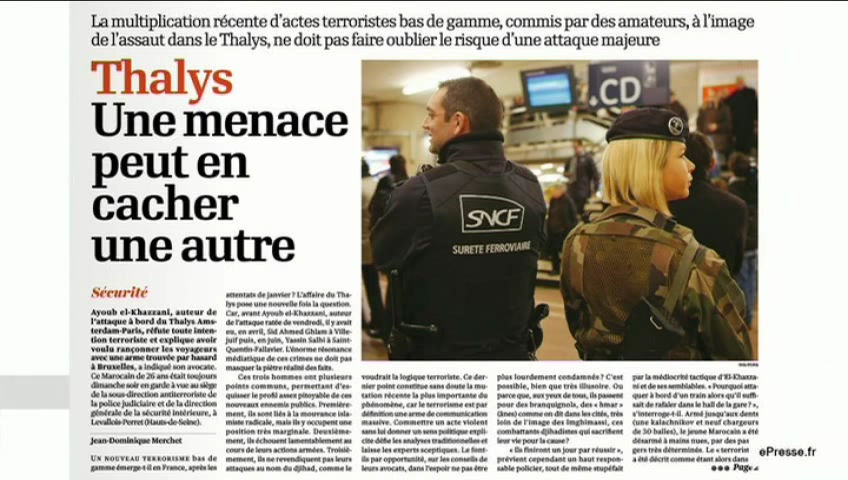 La multiplication récente d'actes terroristes bas de gamme, commis par des amateurs, à l'image
de l'assaut dans le Thalys, ne doit pas faire oublier le risque d'une attaque majeure
Thalys
Une menace
peut en
cacher
une autre
CD
SNCF
SURETE FERROVIAIRE
Sécurité
Ayoub el-Khazzani, auteur de
l'attaque à bord du Thalys Ams-
terdam-Paris, réfute toute inten-
tion terroriste et explique avoir
voulu rançonner les voyageurs
avec une arme trouvée par hasard
à Bruxelles, a indiqué son avocate.
Ce Marocain de 26 ans était toujours
dimanche soir en garde à vue au siège
de la sous-direction antiterroriste de
la police judiciaire et de la direction
générale de la sécurité intérieure, à
Levallois-Perret (Hauts-de-Seine).
Jean-Dominique Merchet
UN NOUVEAU TERRORISME bas de
gamme émerge-t-il en France, après les
attentats de janvier ? L'affaire du Tha-
lys pose une nouvelle fois la question.
Car, avant Ayoub el-Khazzani, auteur
de l'attaque ratée de vendredi, il y avait
eu, en avril, Sid Ahmed Ghlam à Ville-
juif puis, en juin, Yassin Salhi à Saint-
Quentin-Fallavier. L'énorme résonance
médiatique de ces crimes ne doit pas
masquer la piètre réalité des faits.
Ces trois hommes ont plusieurs
points communs, permettant d'es-
quisser le profil assez pitoyable de ces
nouveaux ennemis publics. Première-
ment, ils sont liés à la mouvance isla-
miste radicale, mais ils y occupent une
position très marginale. Deuxième-
ment, ils échouent lamentablement au
cours de leurs actions armées. Troisiè-
mement, ils ne revendiquent pas leurs
attaques au nom du djihad, comme le
voudrait la logique terroriste. Ce der-
nier point constitue sans doute la mu-
tation récente la plus importante du
phénomène, car le terrorisme est par
définition une arme de communication
massive. Commettre un acte violent
sans lui donner un sens politique expli-
cite défie les analyses traditionnelles et
laisse les experts sceptiques. Le font-
ils par opportunité, sur les conseils de
leurs avocats, dans l'espoir de ne pas être
plus lourdement condamnés ? C'est
possible, bien que très illusoire. Ou
parce que, aux yeux de tous, ils passent
pour des branquignols, des « hmar »
(ânes) comme on dit dans les cités, très
loin de l'image des Inghimassi, ces
combattants djihadistes qui sacrifient
leur vie pour la cause ?
« Ils finiront un jour par réussir »,
prévient cependant un haut respon-
sable policier, tout de même stupéfait
par la médiocrité tactique d'El-Khazza-
ni et de ses semblables. « Pourquoi atta-
quer à bord d'un train alors qu'il suffi-
sait de rafaler dans le hall de la gare ? »,
s'interroge-t-il. Armé jusqu'aux dents
(une kalachnikov et neuf chargeurs
de 30 balles), le jeune Marocain a été
désarmé à mains nues, par des pas
gers très déterminés. Le « terrorist
a été décrit comme étant alors dans
●●● Page
ePresse.fr